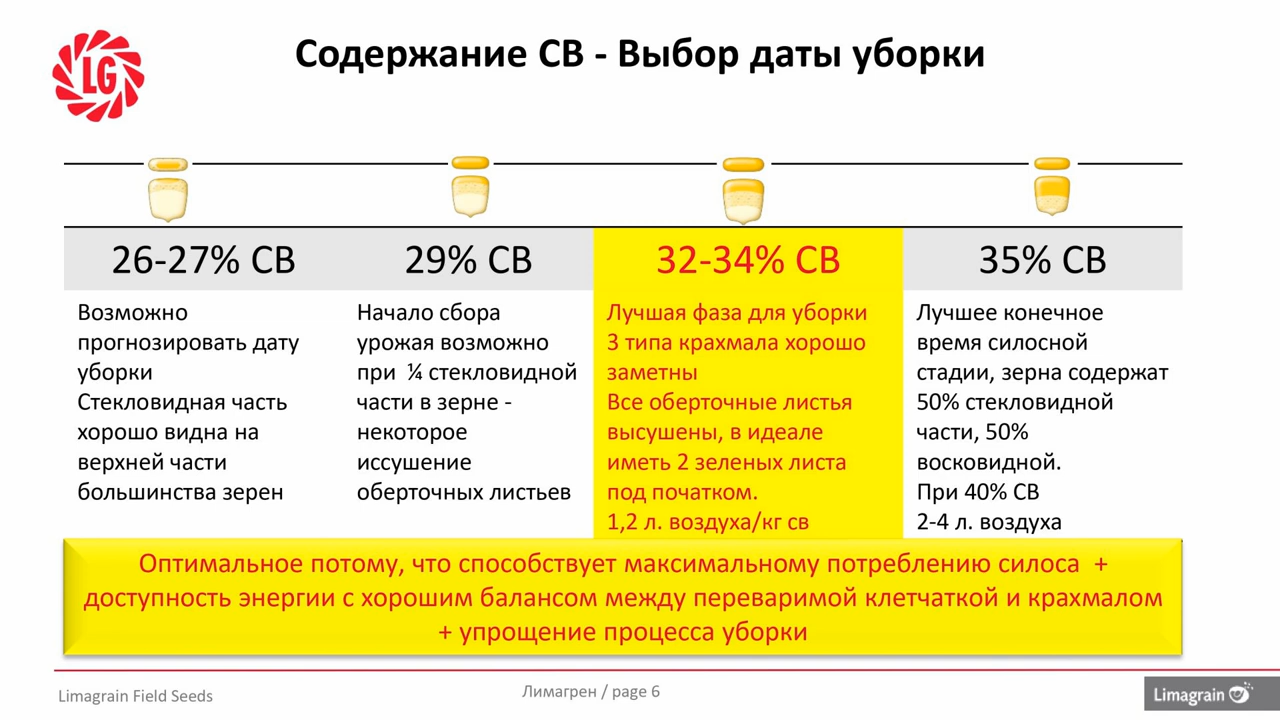 LG
Содержание СВ - Выбор даты уборки
26-27% СВ
Возможно
прогнозировать дату
уборки
Стекловидная часть
хорошо видна на
верхней части
большинства зерен
29% СВ
Начало сбора
урожая возможно
при ¼ стекловидной
части в зерне -
некоторое
иссушение
оберточных листьев
32-34% СВ
Лучшая фаза для уборки
3 типа крахмала хорошо
заметны
Все оберточные листья
высушены, в идеале
иметь 2 зеленых листа
под початком.
1,2 л. воздуха/кг св
35% СВ
Лучшее конечное
время силосной
стадии, зерна содержат
50% стекловидной
части, 50%
восковидной.
При 40% СВ
2-4 л. воздуха
Оптимальное потому, что способствует максимальному потреблению силоса +
доступность энергии с хорошим балансом между переваримой клетчаткой и крахмалом
+ упрощение процесса уборки
Limagrain Field Seeds
Лимагрен / page 6
Limagrain